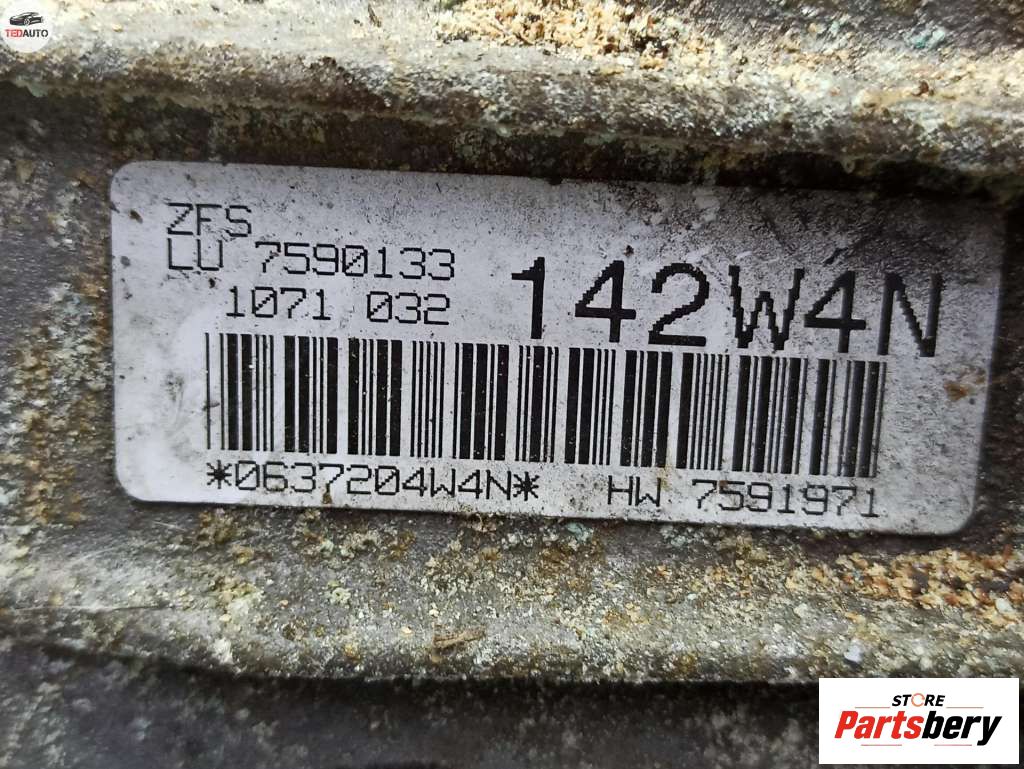 TEDAUTO
ZFS
LU 7590133
1071 032
142W4N
*0637204W4N* HW 7591971
STORE
Partsbery